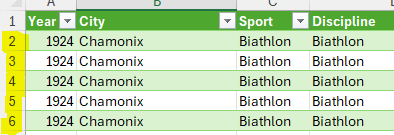 A B C
1 Year City Sport Discipline
2 1924 Chamonix Biathlon Biathlon
3 1924 Chamonix Biathlon Biathlon
4 1924 Chamonix Biathlon Biathlon
5 1924 Chamonix Biathlon Biathlon
6 1924 Chamonix Biathlon Biathlon